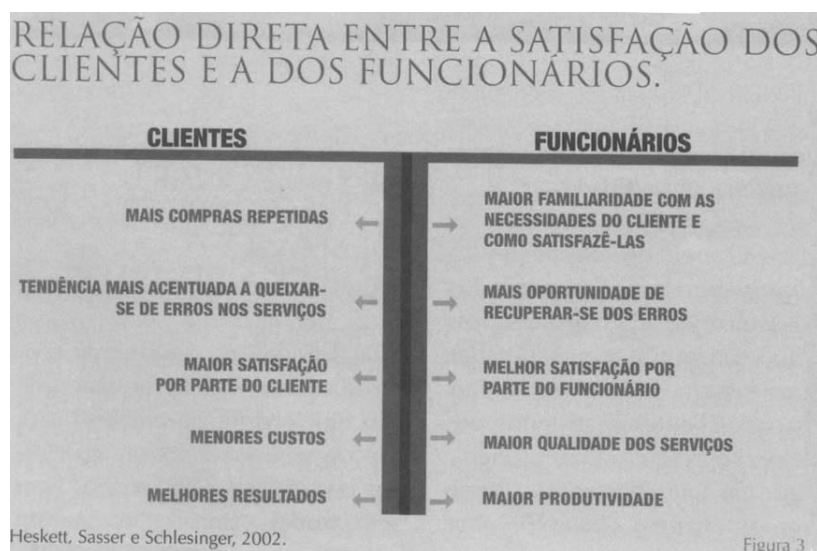 RELAÇÃO DIRETA ENTRE A SATISFAÇÃO DOS
CLIENTES E A DOS FUNCIONÁRIOS.
CLIENTES
FUNCIONÁRIOS
MAIS COMPRAS REPETIDAS
MAIOR FAMILIARIDADE COM AS
NECESSIDADES DO CLIENTE E
COMO SATISFAZÊ-LAS
TENDÊNCIA MAIS ACENTUADA A QUEIXAR-
SE DE ERROS NOS SERVIÇOS
MAIS OPORTUNIDADE DE
RECUPERAR-SE DOS ERROS
MAIOR SATISFAÇÃO
POR PARTE DO CLIENTE
MELHOR SATISFAÇÃO POR
PARTE DO FUNCIONÁRIO
MENORES CUSTOS
MAIOR QUALIDADE DOS SERVIÇOS
MELHORES RESULTADOS
MAIOR PRODUTIVIDADE
Heskett, Sasser e Schlesinger, 2002.
Figura 3